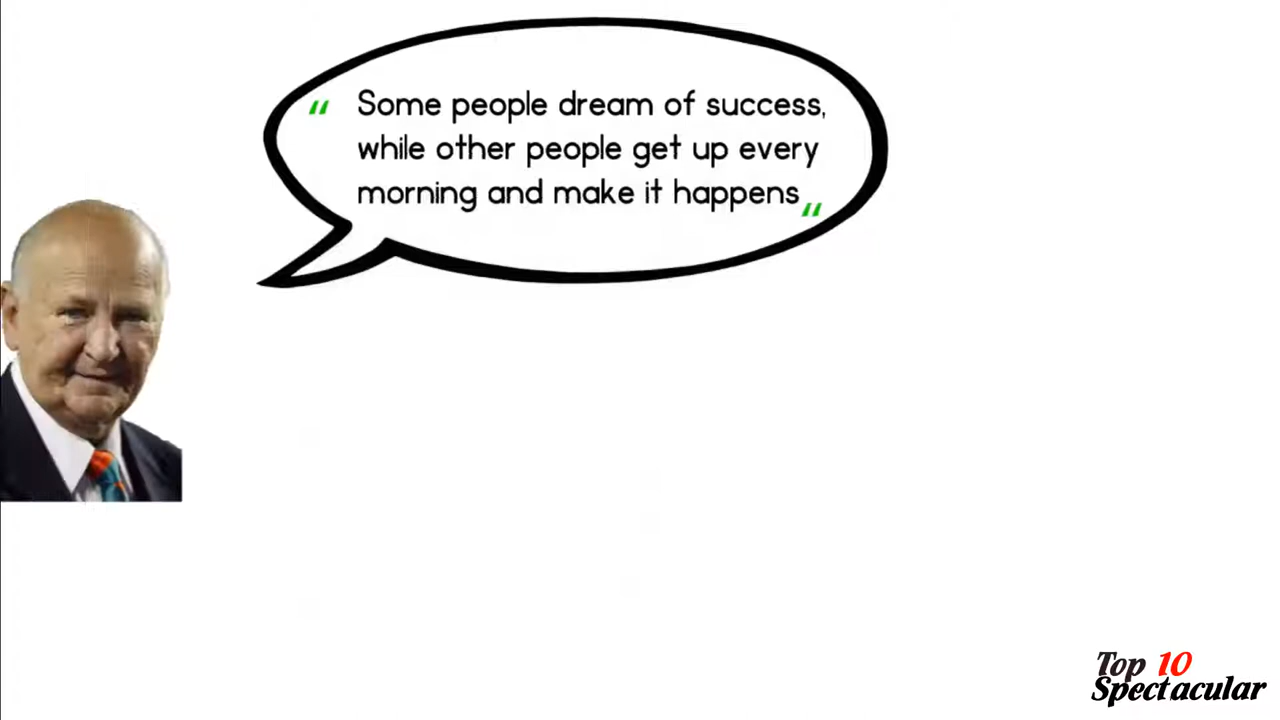 “ Some people dream of success,
while other people get up every
morning and make it happens “
Top 10
Spectacular